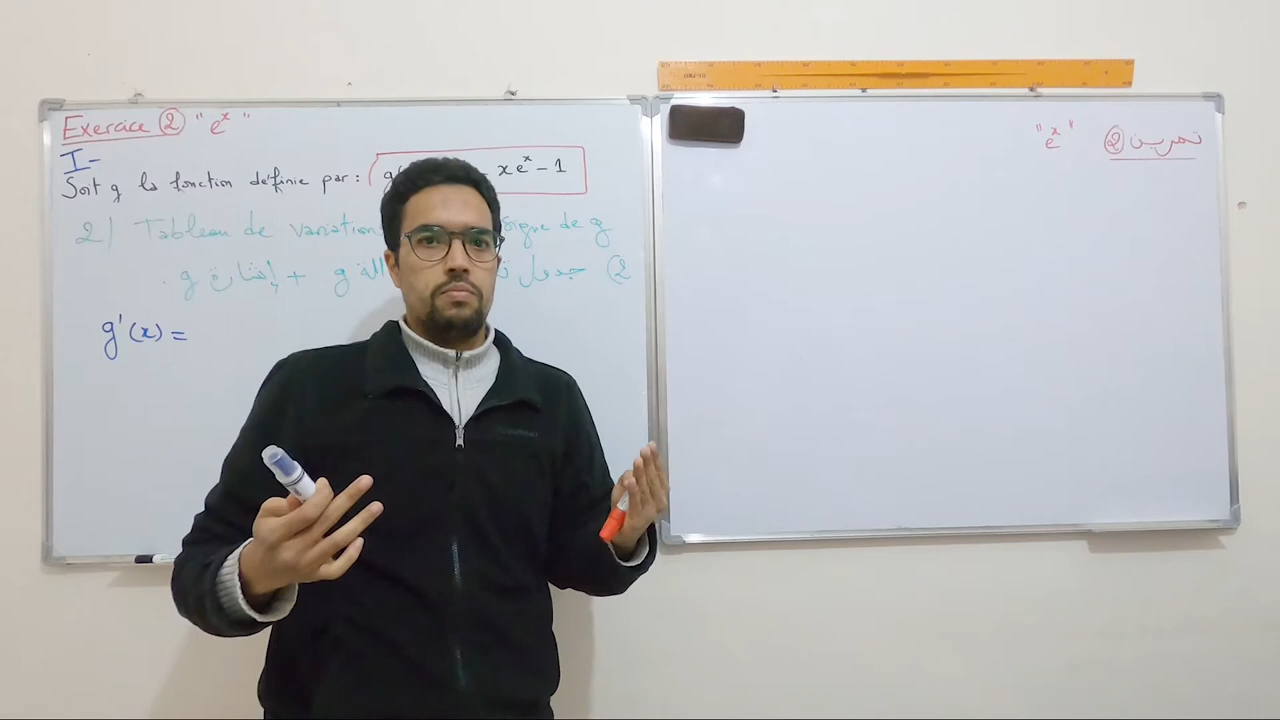 Exercice ② "eˣ"
I-
Soit g la fonction définie par : xeˣ - 1
2) Tableau de variation signe de g
② جدول g + إشارة g .
g'(x) =
تمرين ② "eˣ"